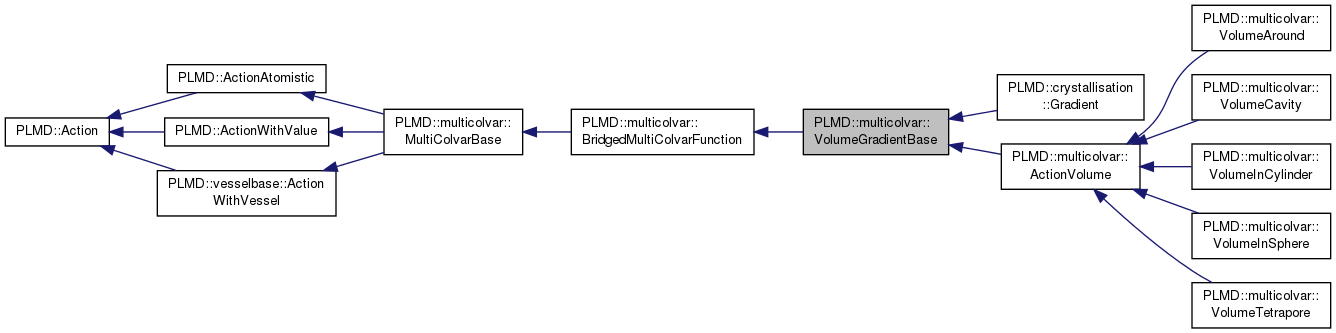 PLMD::Action
PLMD::ActionAtomistic
PLMD::ActionWithValue
PLMD::vesselbase::Action
WithVessel
PLMD::multicolvar::
MultiColvarBase
PLMD::multicolvar::
BridgedMultiColvarFunction
PLMD::multicolvar::
VolumeGradientBase
PLMD::crystallisation
::Gradient
PLMD::multicolvar::
ActionVolume
PLMD::multicolvar::
VolumeAround
PLMD::multicolvar::
VolumeCavity
PLMD::multicolvar::
VolumeInCylinder
PLMD::multicolvar::
VolumeInSphere
PLMD::multicolvar::
VolumeTetrapore